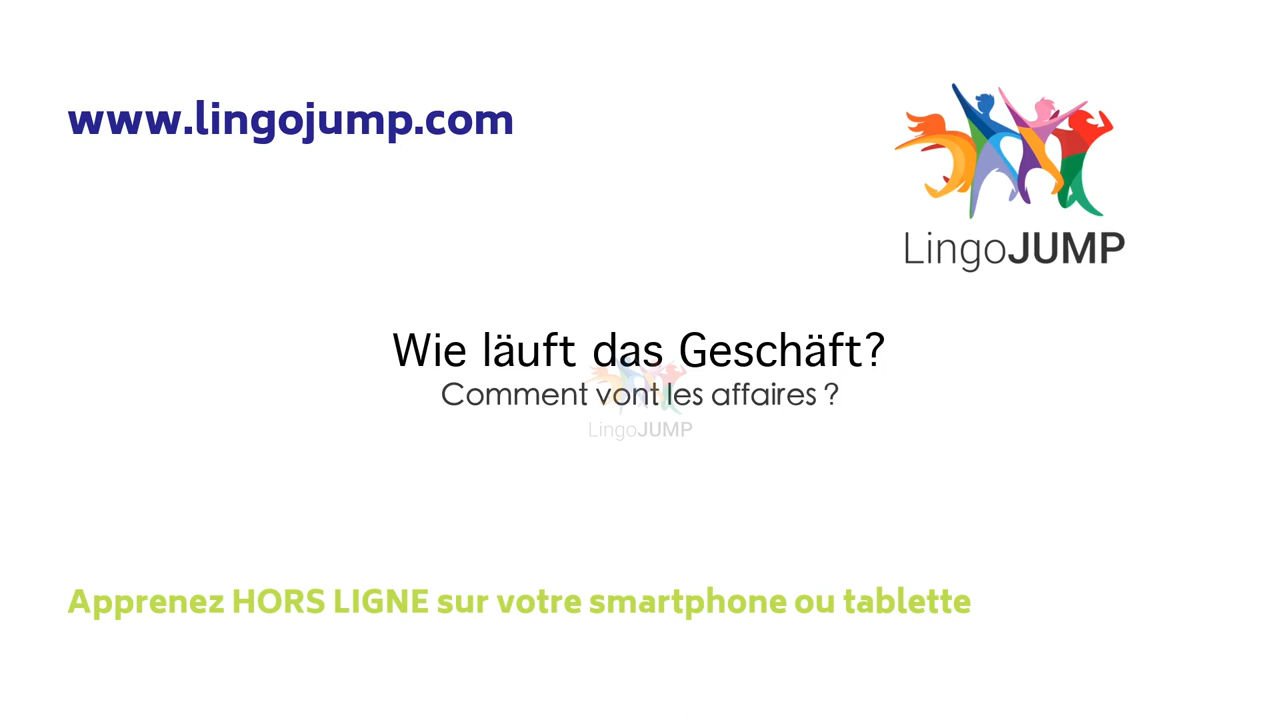 www.lingojump.com
LingoJUMP
Wie läuft das Geschäft?
Comment vont les affaires ?
LingoJUMP
Apprenez HORS LIGNE sur votre smartphone ou tablette